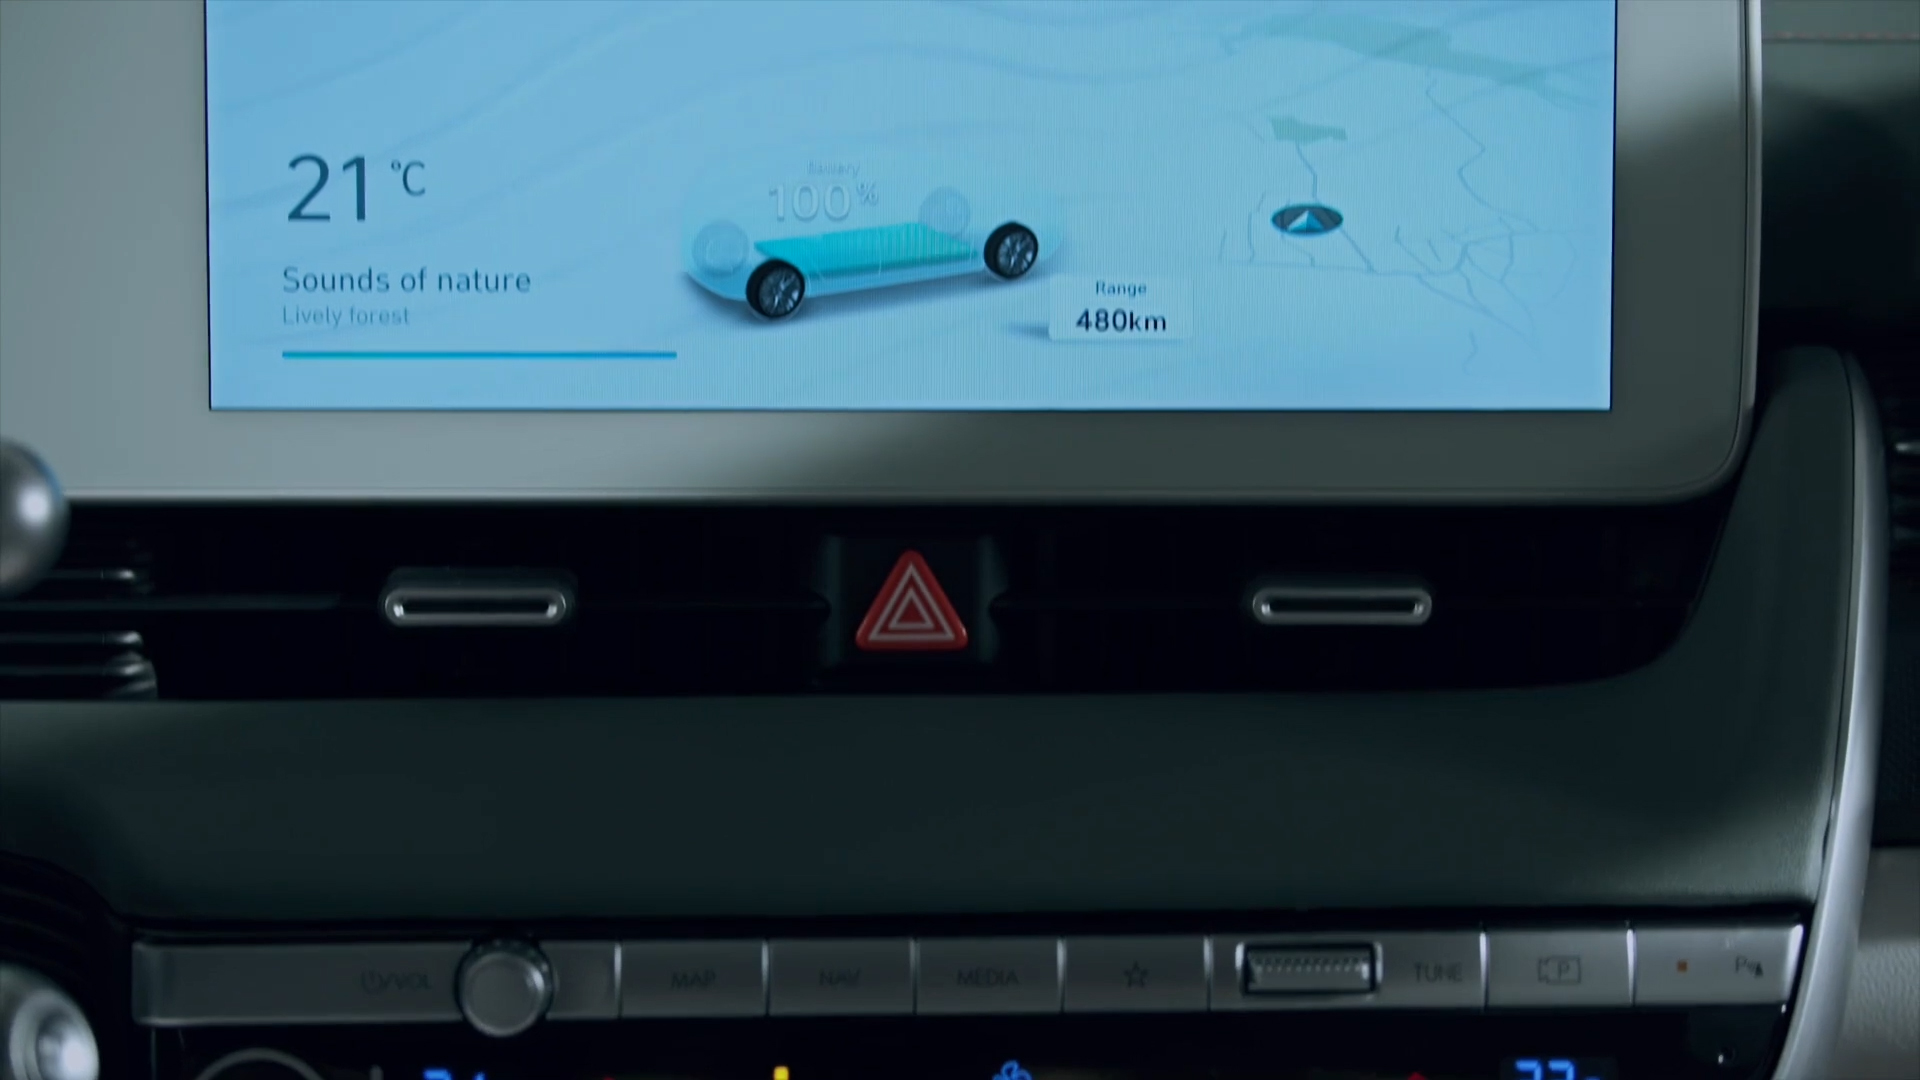 21 °C
Battery
100%
Sounds of nature
Lively forest
Range
480km
MAP
NAV
MEDIA
TUNE
P